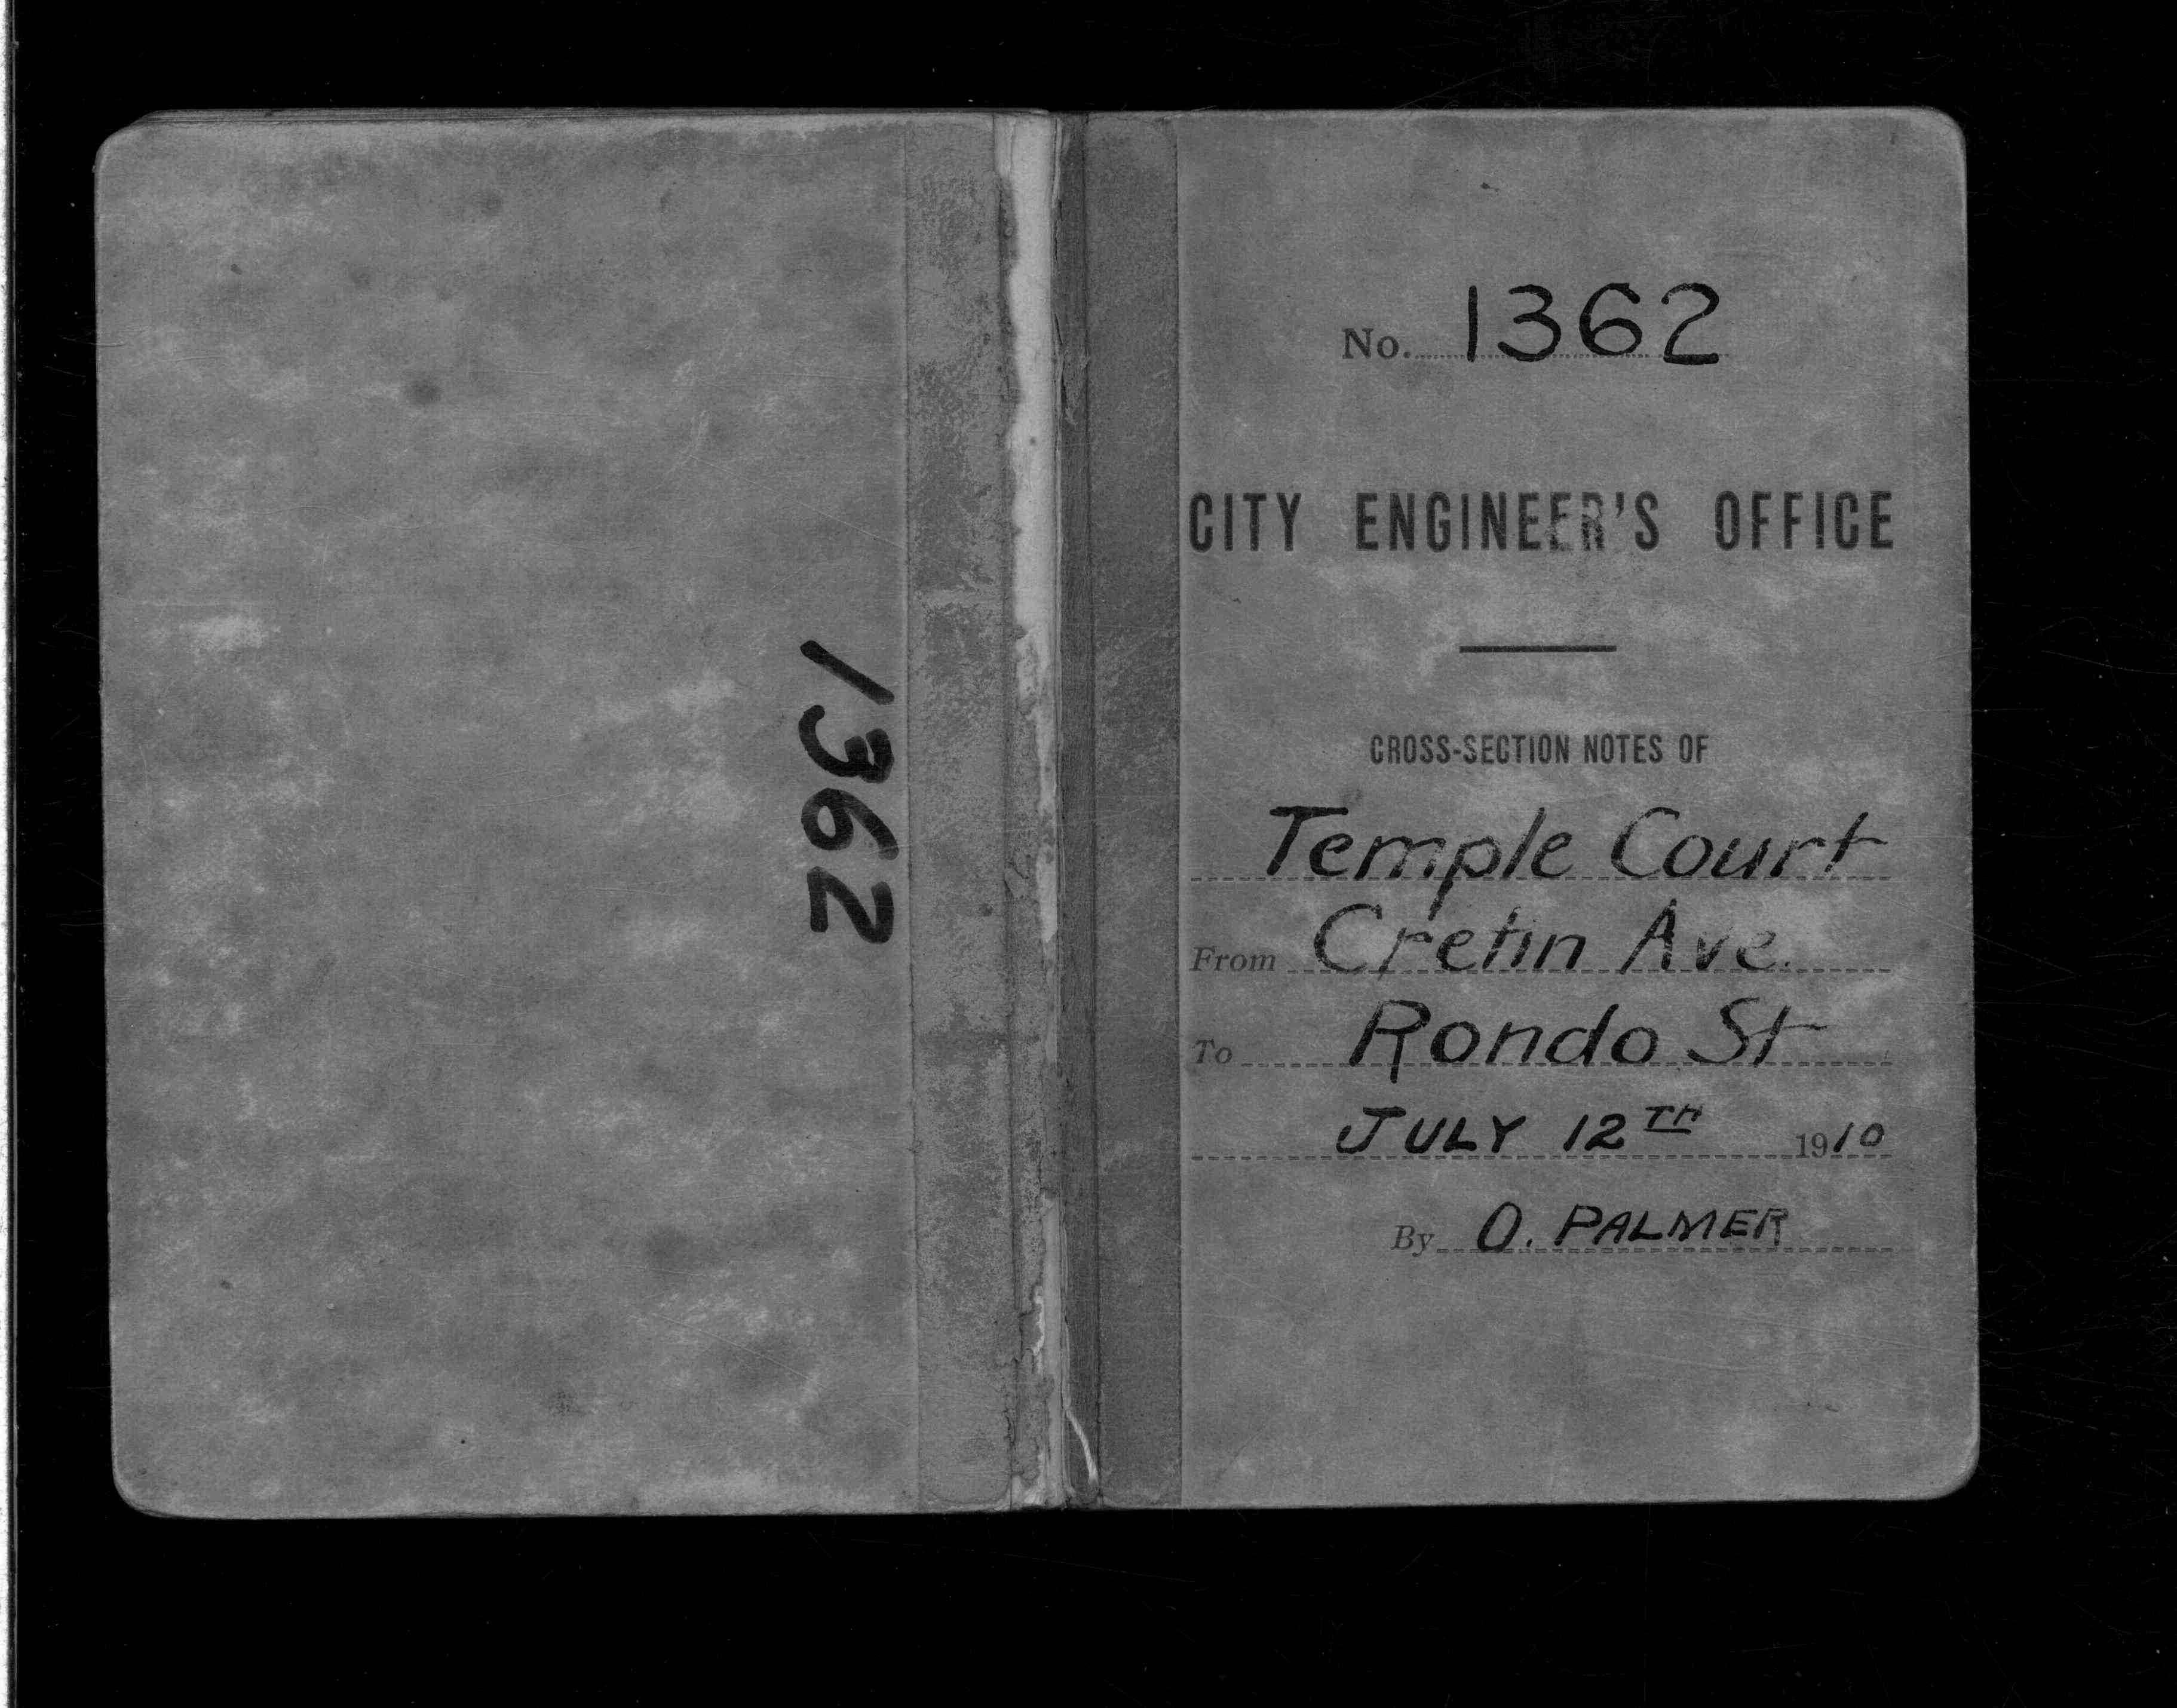 1362
No. 1362
CITY ENGINEER'S OFFICE
CROSS-SECTION NOTES OF
Temple Court
From Cretin Ave.
To Rondo St
JULY 12TH 1910
By O. PALMER